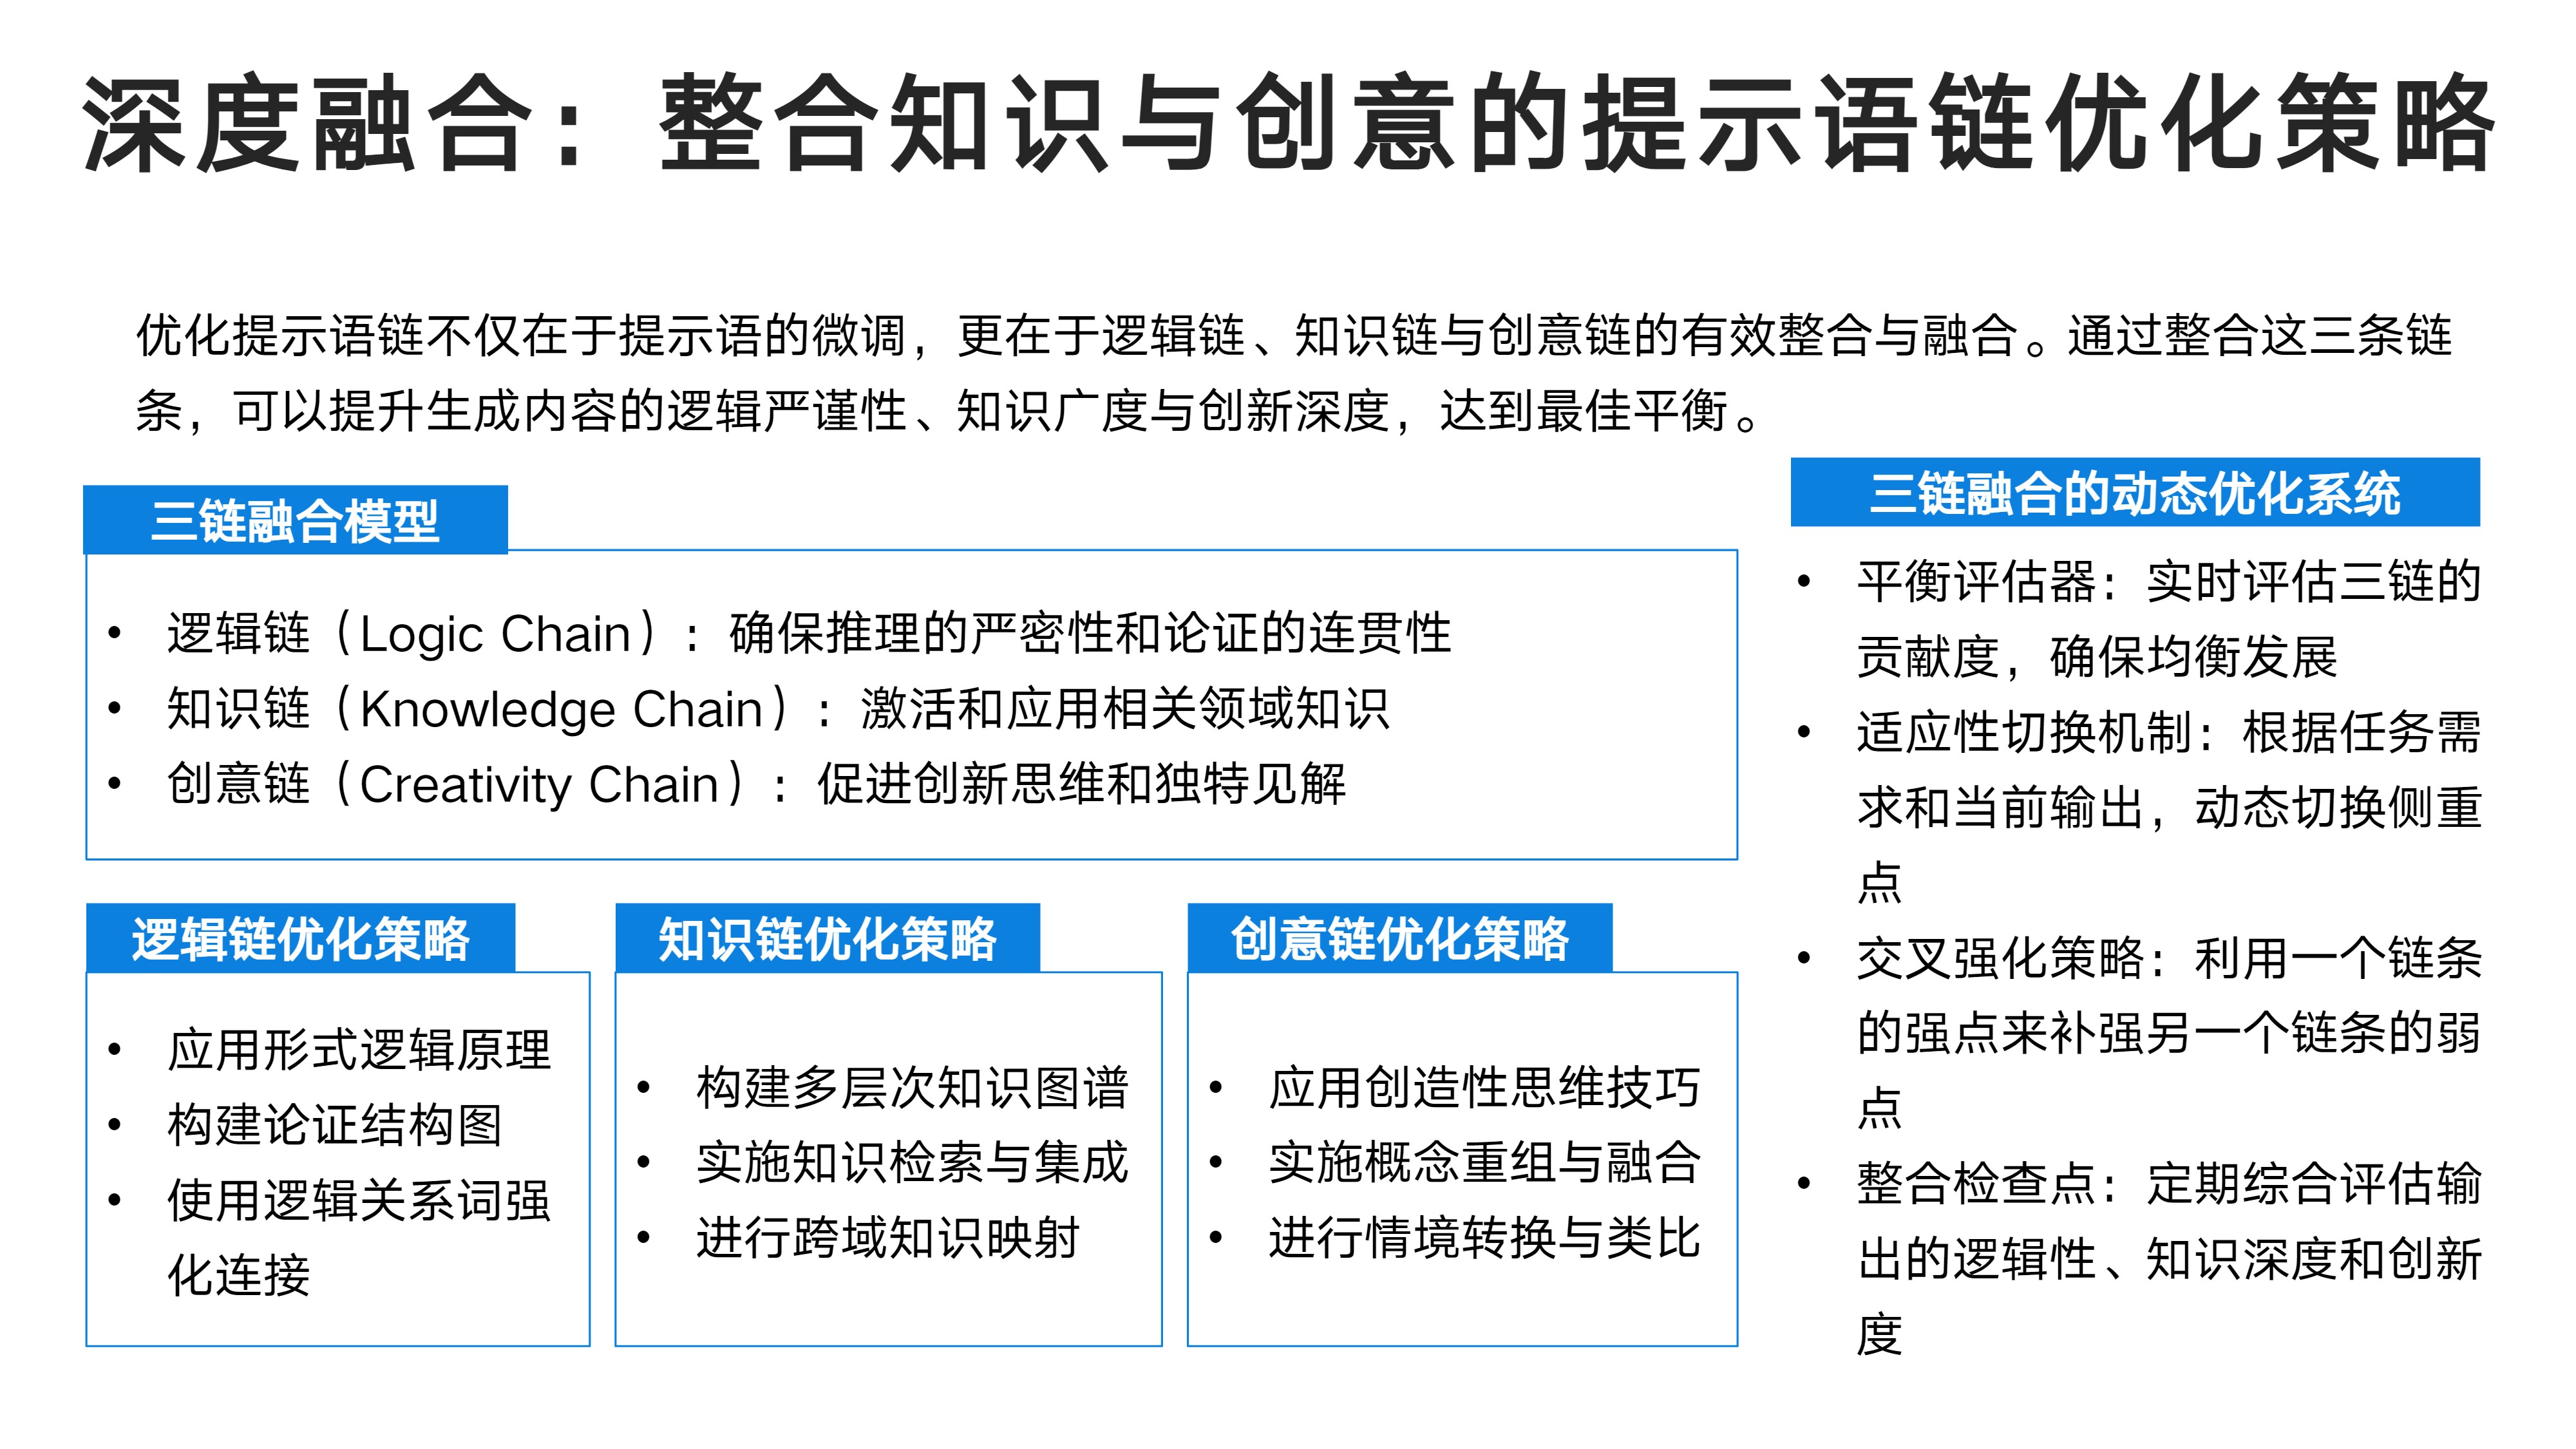 深度融合：整合知识与创意的提示语链优化策略
优化提示语链不仅在于提示语的微调，更在于逻辑链、知识链与创意链的有效整合与融合。通过整合这三条链
条，可以提升生成内容的逻辑严谨性、知识广度与创新深度，达到最佳平衡。
三链融合模型
• 逻辑链（Logic Chain）：确保推理的严密性和论证的连贯性
• 知识链（Knowledge Chain）：激活和应用相关领域知识
• 创意链（Creativity Chain）：促进创新思维和独特见解
逻辑链优化策略
• 应用形式逻辑原理
• 构建论证结构图
• 使用逻辑关系词强
化连接
知识链优化策略
• 构建多层次知识图谱
• 实施知识检索与集成
• 进行跨域知识映射
创意链优化策略
• 应用创造性思维技巧
• 实施概念重组与融合
• 进行情境转换与类比
三链融合的动态优化系统
• 平衡评估器：实时评估三链的
贡献度，确保均衡发展
• 适应性切换机制：根据任务需
求和当前输出，动态切换侧重
点
• 交叉强化策略：利用一个链条
的强点来补强另一个链条的弱
点
• 整合检查点：定期综合评估输
出的逻辑性、知识深度和创新
度